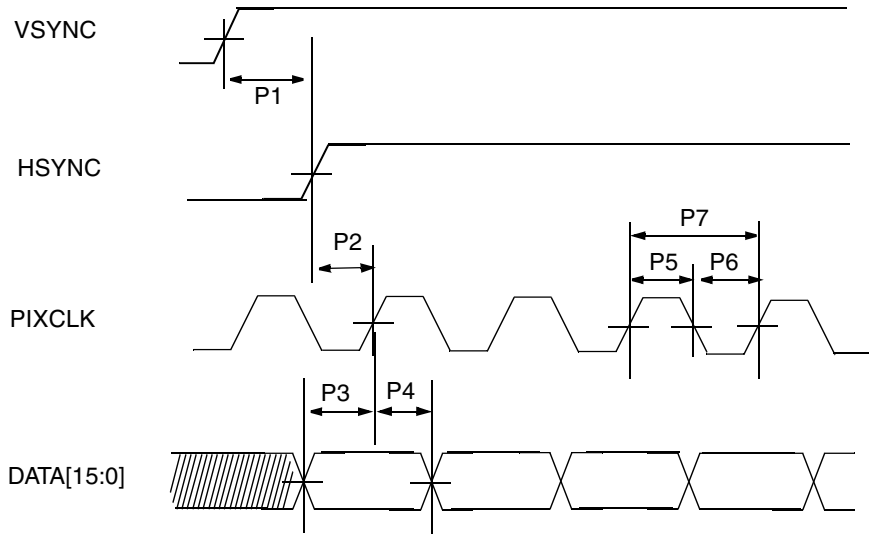 VSYNC
P1
HSYNC
P2
P7
P5
P6
PIXCLK
P3
P4
DATA[15:0]